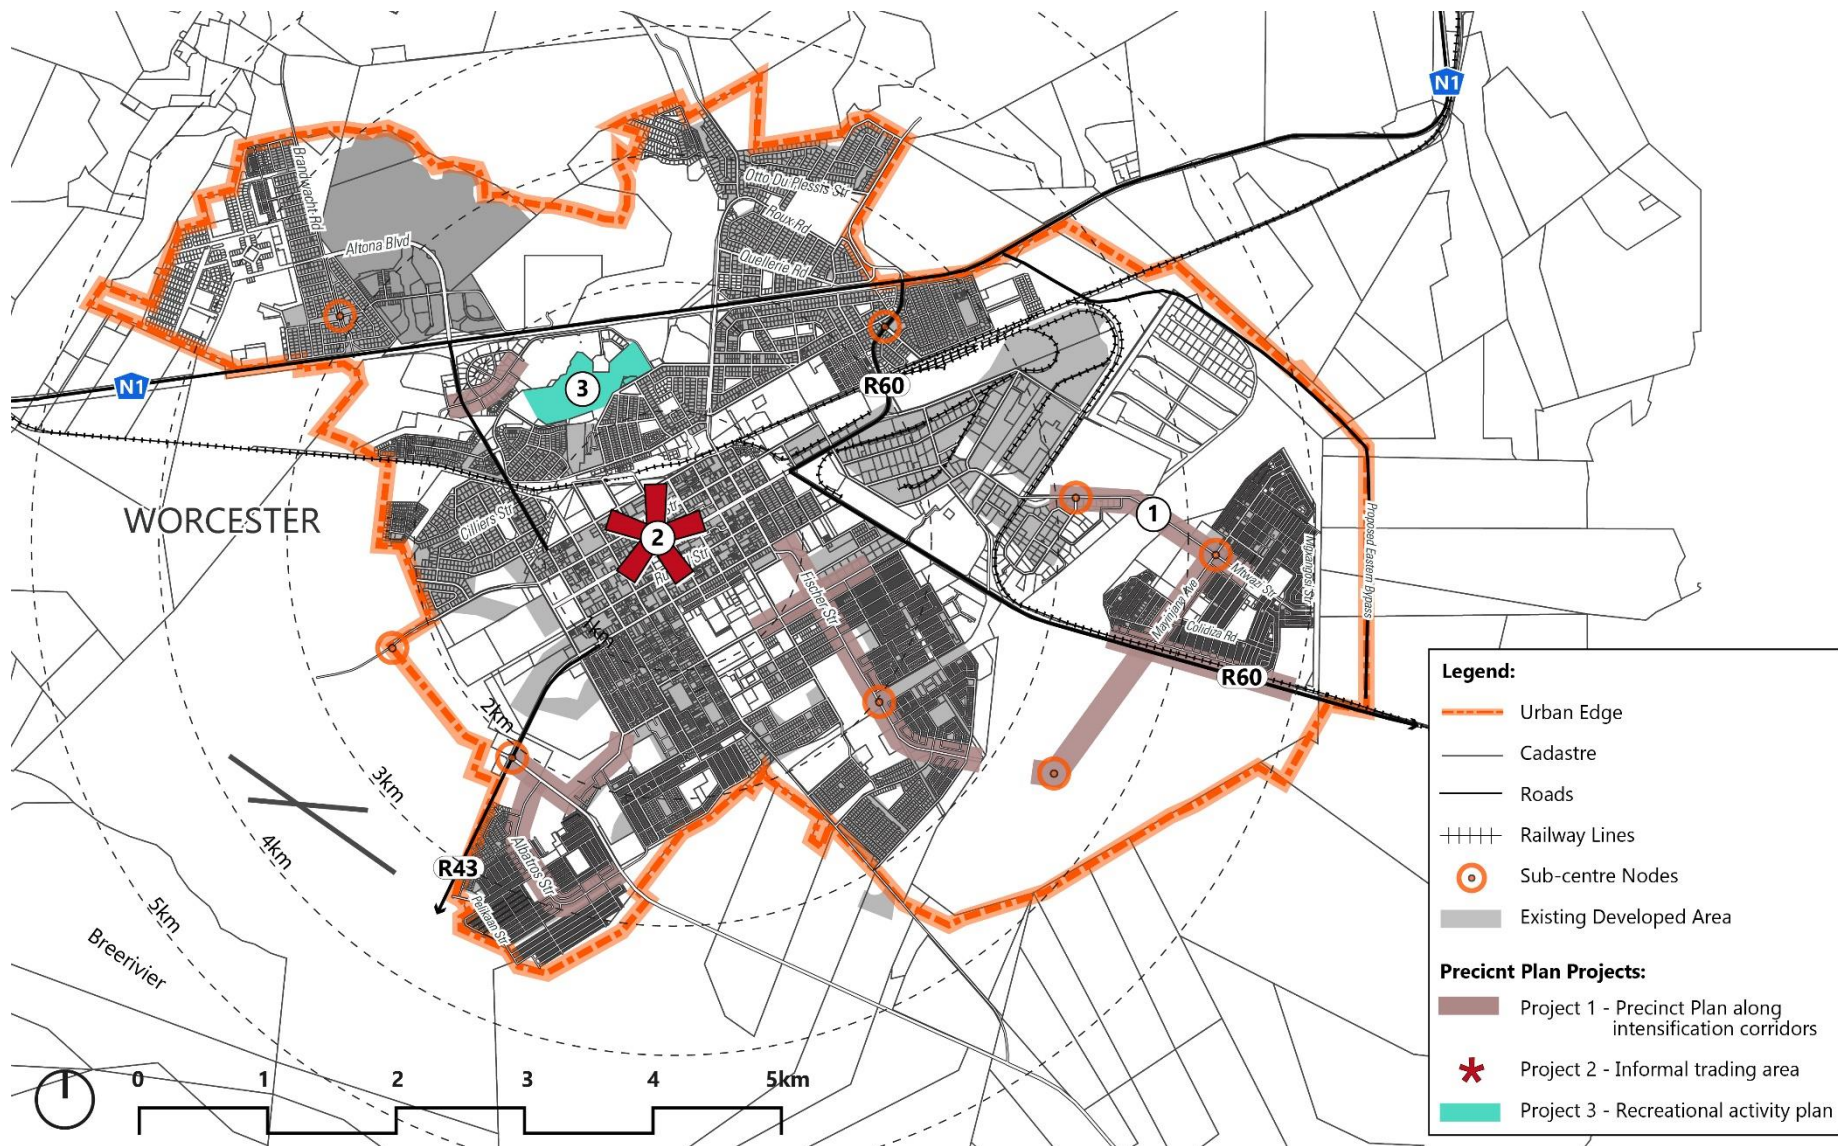 N1
Brandwacht Rd
Otto Du Plessis Str
Roux Rd
Altona Blvd
Quellerie Rd
N1
3
R60
WORCESTER
Cilliers Str
Str
2
Str
1
Fischer Str
Mtwazi Str
Mgxangosi Str
Proposed Eastern Bypass
Mayinjana Ave
Colidiza Rd
1km
R60
2km
3km
4km
5km
R43
Albatros Str
Pelikaan Str
Breerivier
0 1 2 3 4 5km
Legend:
Urban Edge
Cadastre
Roads
Railway Lines
Sub-centre Nodes
Existing Developed Area
Precicnt Plan Projects:
Project 1 - Precinct Plan along
intensification corridors
Project 2 - Informal trading area
Project 3 - Recreational activity plan